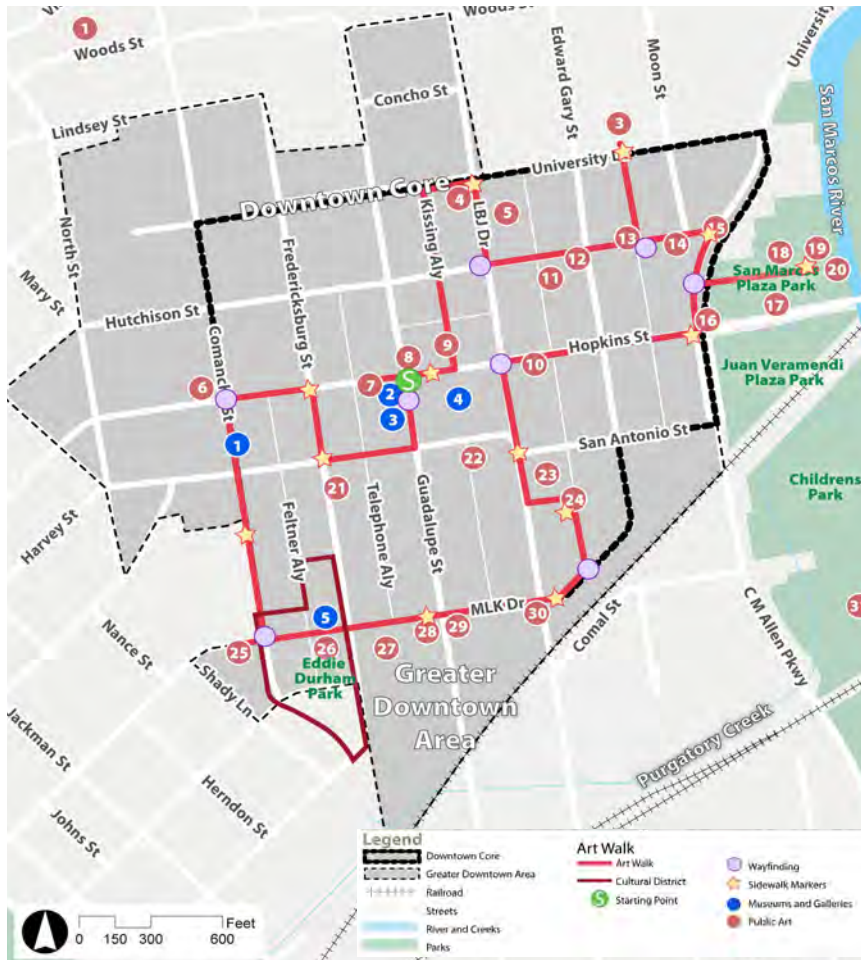 Woods St
1
Woods St
Concho St
Lindsey St
Edward Gary St
Moon St
University
San Marcos River
3
University D
Downtown Core
4
5
Kissing Aly
LBJ Dr
North St
Mary St
Fredericksburg St
Hutchison St
Comanche St
11
12
13
14
15
18
19
20
San Marcos
Plaza Park
17
16
Hopkins St
Juan Veramendi
Plaza Park
6
7
8
9
S
2
3
4
10
1
San Antonio St
21
22
23
24
Childrens
Park
Harvey St
Feltner Aly
Telephone Aly
Guadalupe St
Nance St
MLK Dr
Comal St
C M Allen Pkwy
5
25
26
27
28
29
30
3
Eddie
Durham
Park
Shady Ln
Greater
Downtown
Area
Purgatory Creek
Jackman St
Herndon St
Johns St
Legend
Downtown Core
Greater Downtown Area
Railroad
Streets
River and Creeks
Parks
Art Walk
Art Walk
Cultural District
S Starting Point
Wayfinding
Sidewalk Markers
Museums and Galleries
Public Art
Feet
0 150 300 600